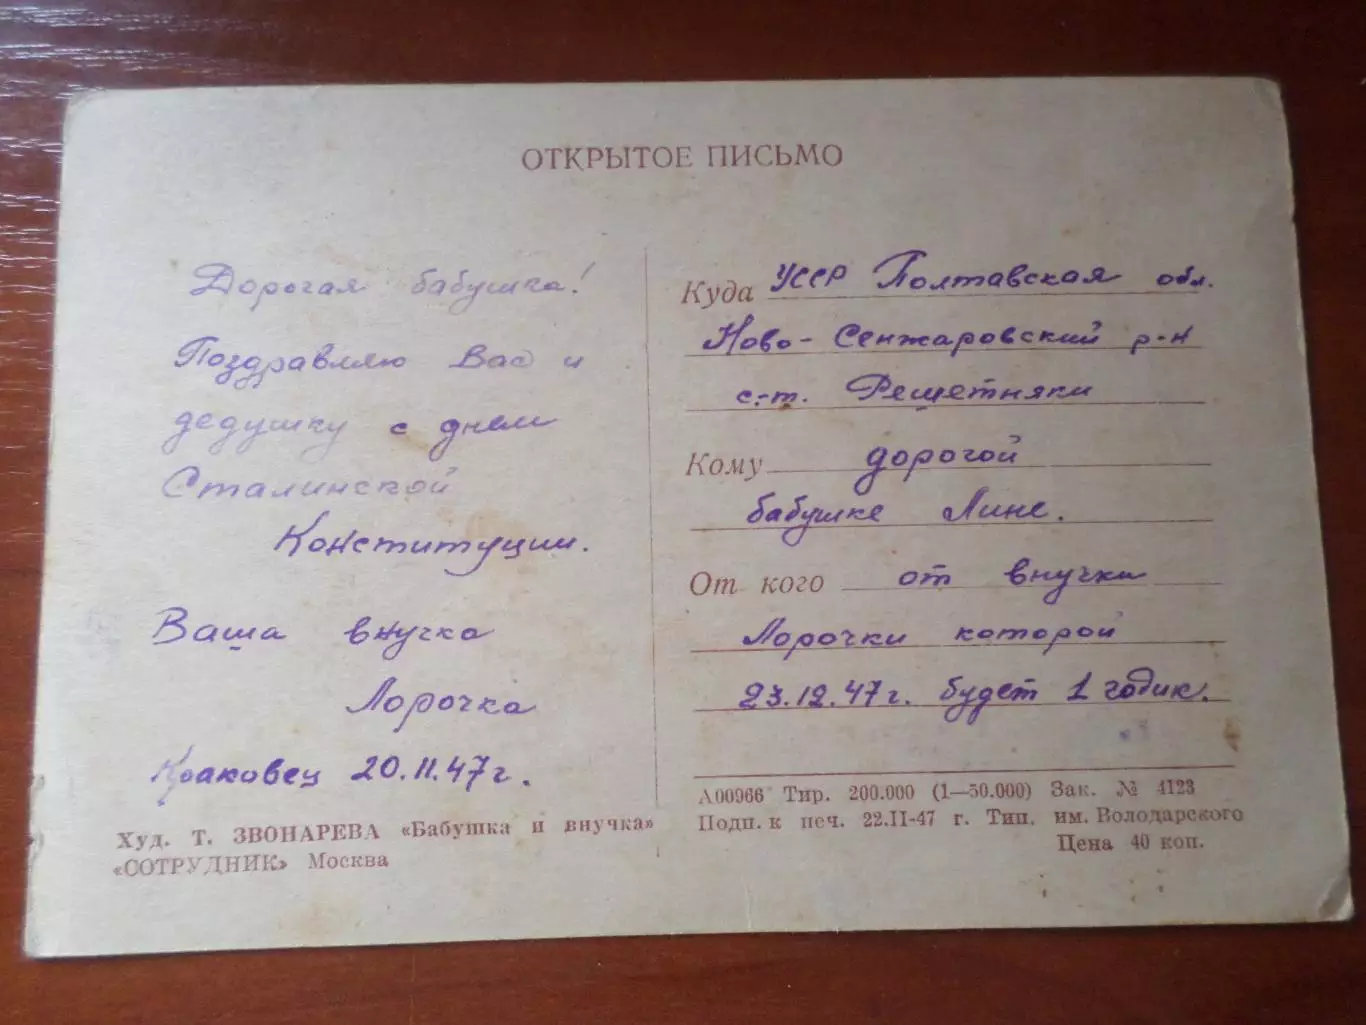 ОТКРЫТОЕ ПИСЬМО
Дорогая бабушка!
Поздравляю Вас и
дедушку с днем
Сталинской
Конституции.
Ваша внучка
Лорочка
Краковец 20.11.47г.
Худ. Т. ЗВОНАРЕВА «Бабушка и внучка»
«СОТРУДНИК» Москва
Куда УССР Полтавская обл.
Ново-Сенжаровский р-н
с.-т. Решетняки
Кому дорогой
бабушке Лине.
От кого от внучки
Лорочки которой
23.12.47г. будет 1 годик.
А00966 Тир. 200.000 (1—50.000) Зак. № 4123
Подп. к печ. 22.II-47 г. Тип. им. Володарского
Цена 40 коп.